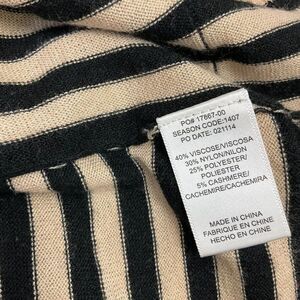 PO# 17667-00
SEASON CODE:1407
PO DATE: 021114
40% VISCOSE/VISCOSA
30% NYLON/NILON
25% POLYESTER/
POLIESTER
5% CASHMERE/
CACHEMIRE/CACHEMIRA
MADE IN CHINA
FABRIQUE EN CHINE
HECHO EN CHINE